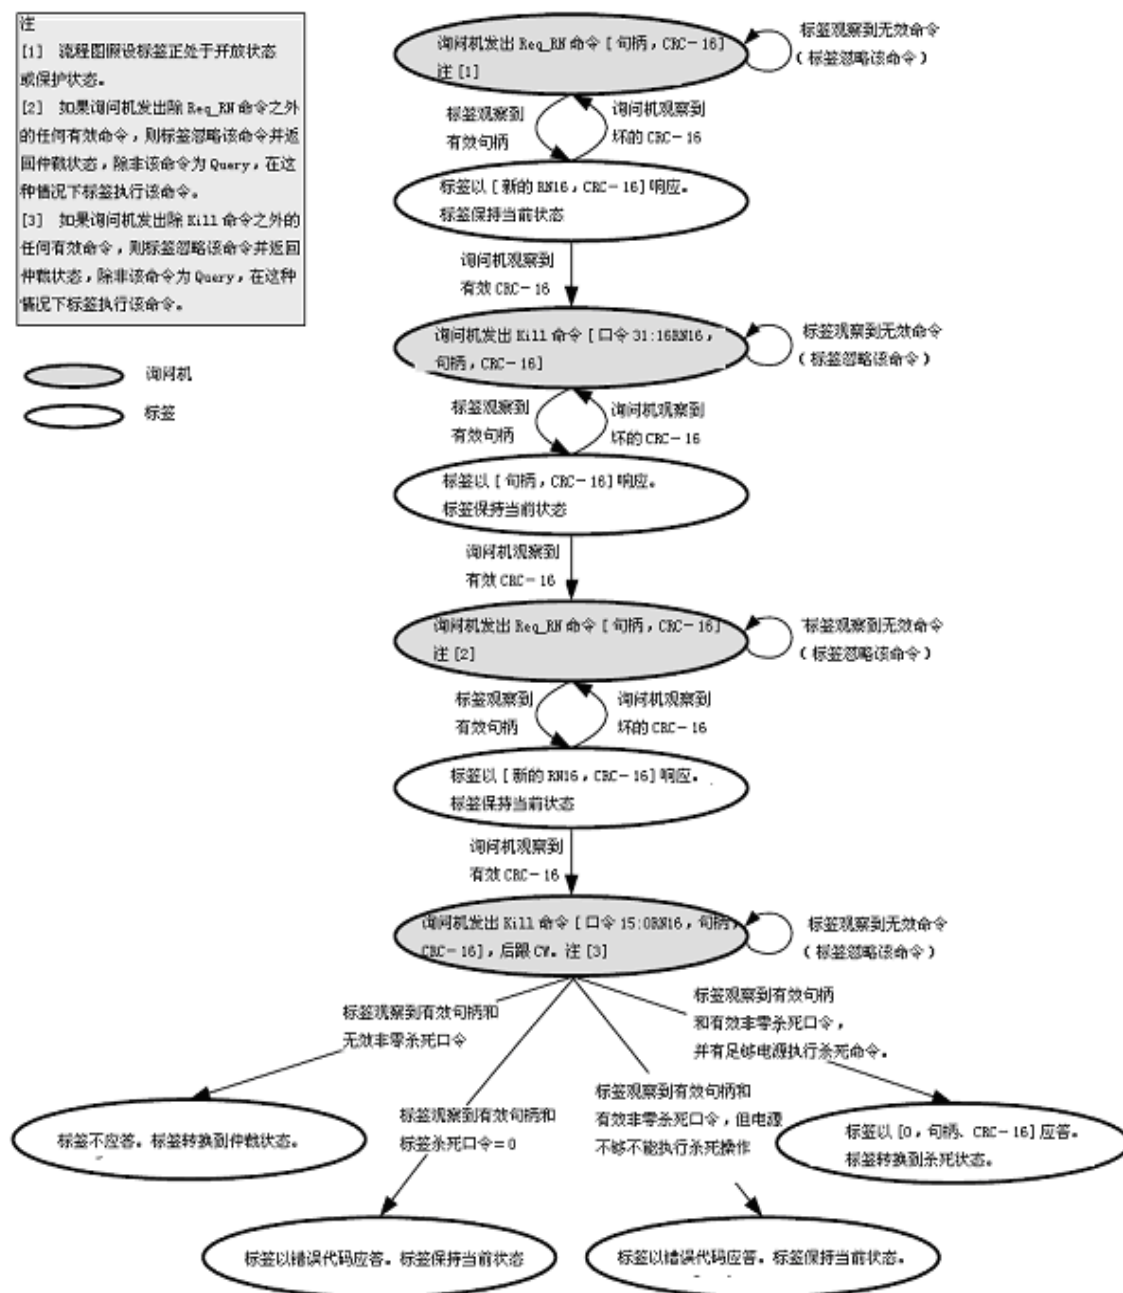 注
[1] 流程图假设标签正处于开放状态
或保护状态。
[2] 如果询问机发出除 Req_RN 命令之外
的任何有效命令，则标签忽略该命令并返
回仲裁状态，除非该命令为 Query，在这
种情况下标签执行该命令。
[3] 如果询问机发出除 Kill 命令之外的
任何有效命令，则标签忽略该命令并返回
仲裁状态，除非该命令为 Query，在这种
情况下标签执行该命令。
询问机
标签
询问机发出 Req_RN 命令 [ 句柄，CRC-16]
注 [1]
标签观察到无效命令
（标签忽略该命令）
标签观察到
有效句柄
询问机观察到
坏的 CRC-16
标签以 [ 新的 RN16，CRC-16] 响应。
标签保持当前状态
询问机观察到
有效 CRC-16
询问机发出 Kill 命令 [ 口令 31:16RN16，
句柄，CRC-16]
标签观察到无效命令
（标签忽略该命令）
标签观察到
有效句柄
询问机观察到
坏的 CRC-16
标签以 [ 句柄，CRC-16] 响应。
标签保持当前状态
询问机观察到
有效 CRC-16
询问机发出 Req_RN 命令 [ 句柄，CRC-16]
注 [2]
标签观察到无效命令
（标签忽略该命令）
标签观察到
有效句柄
询问机观察到
坏的 CRC-16
标签以 [ 新的 RN16，CRC-16] 响应。
标签保持当前状态
询问机观察到
有效 CRC-16
询问机发出 Kill 命令 [ 口令 15:0RN16，句柄，
CRC-16]，后跟 CW。注 [3]
标签观察到无效命令
（标签忽略该命令）
标签观察到有效句柄和
无效非零杀死口令
标签观察到有效句柄和
标签杀死口令=0
标签观察到有效句柄和
有效非零杀死口令，但电源
不够不能执行杀死操作
标签观察到有效句柄
和有效非零杀死口令，
并有足够电源执行杀死命令。
标签不应答。标签转换到仲裁状态。
标签以错误代码应答。标签保持当前状态
标签以错误代码应答。标签保持当前状态。
标签以 [0，句柄、CRC-16] 应答。
标签转换到杀死状态。